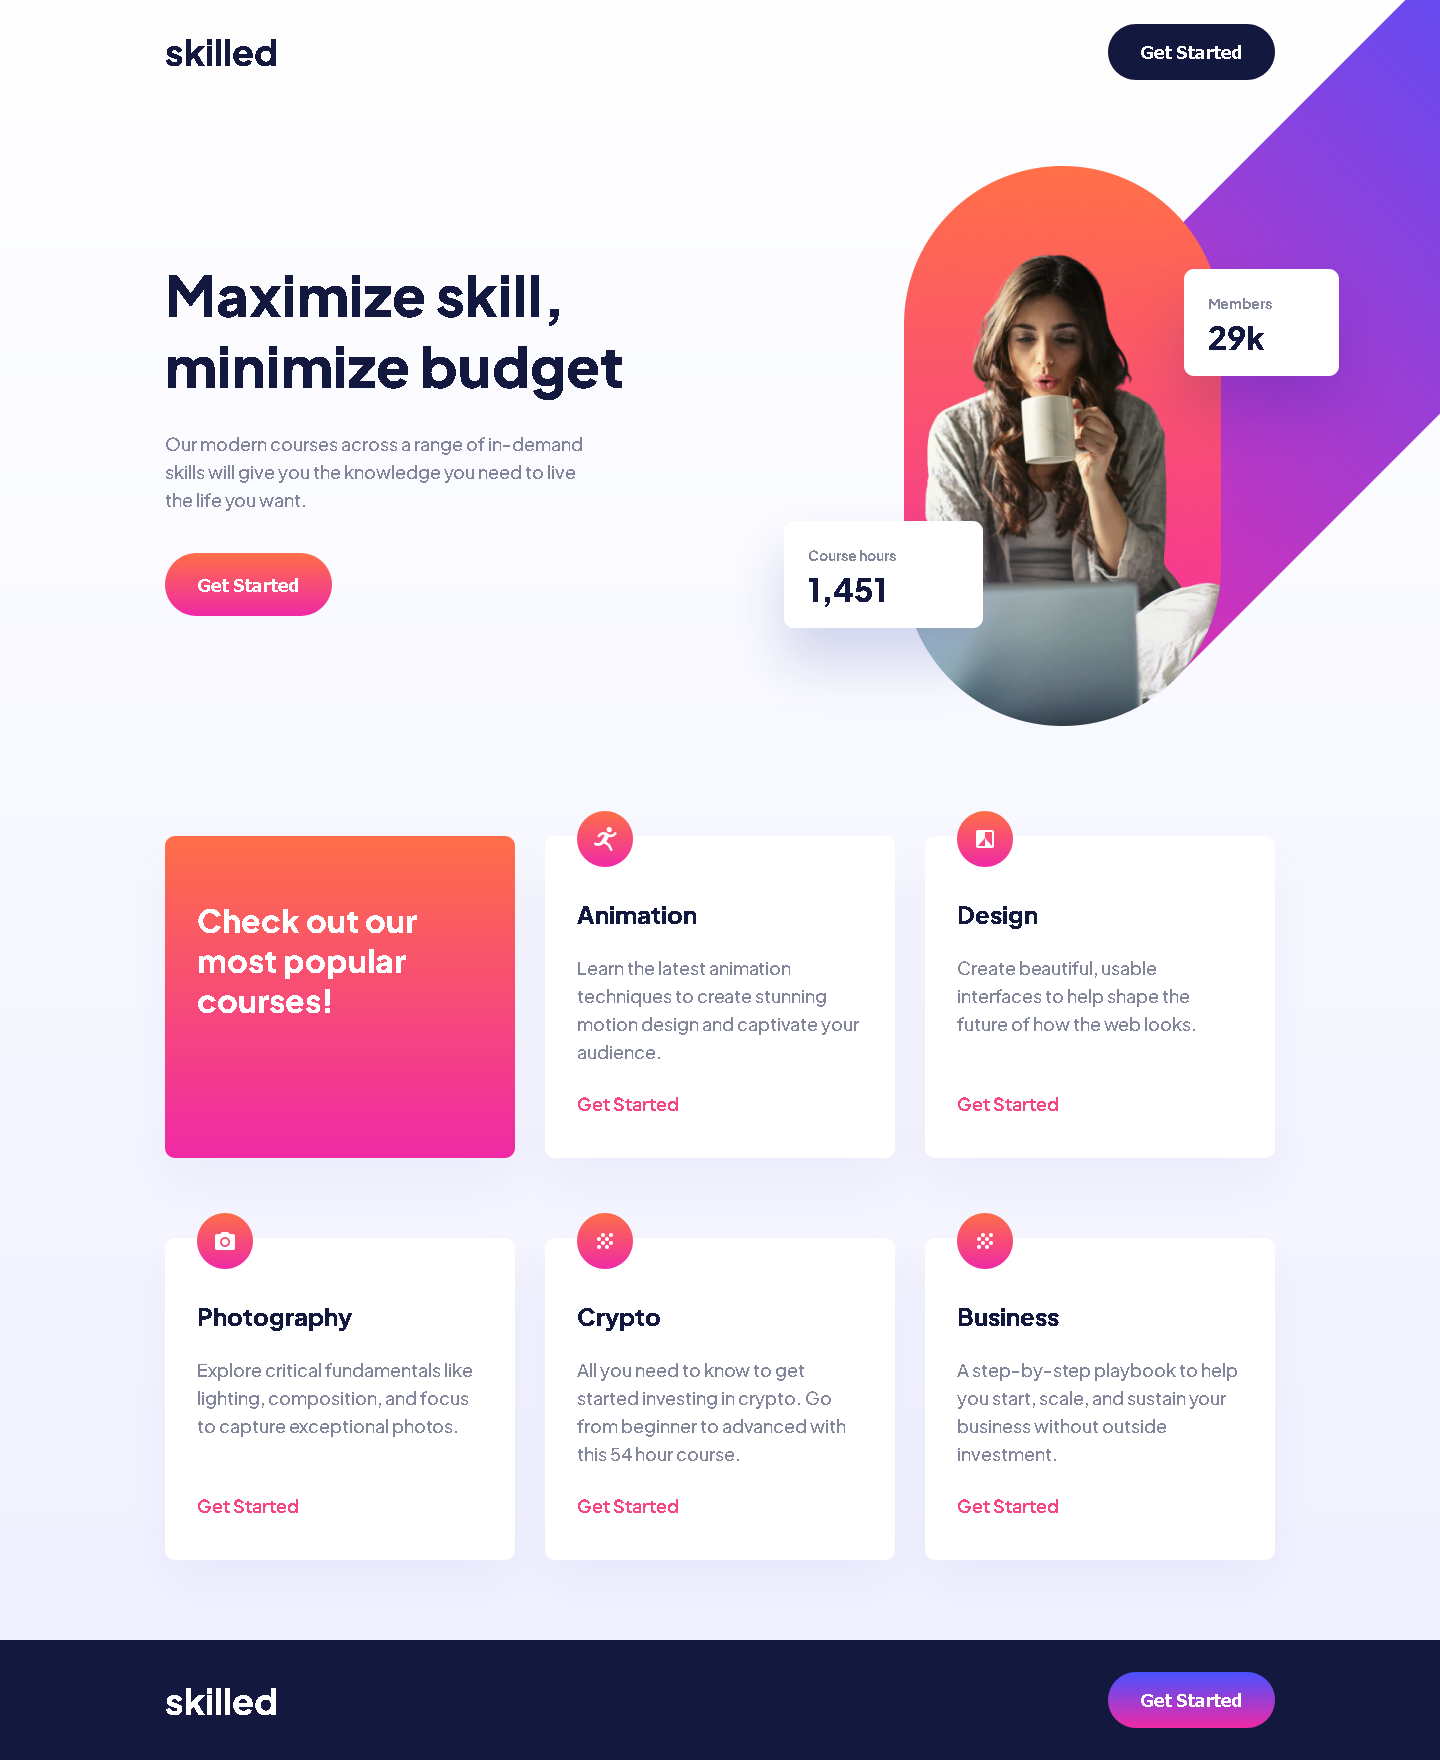 skilled
Get Started
Maximize skill,
minimize budget
Our modern courses across a range of in-demand
skills will give you the knowledge you need to live
the life you want.
Get Started
Members
29k
Course hours
1,451
Check out our
most popular
courses!
Animation
Learn the latest animation
techniques to create stunning
motion design and captivate your
audience.
Get Started
Design
Create beautiful, usable
interfaces to help shape the
future of how the web looks.
Get Started
Photography
Explore critical fundamentals like
lighting, composition, and focus
to capture exceptional photos.
Get Started
Crypto
All you need to know to get
started investing in crypto. Go
from beginner to advanced with
this 54 hour course.
Get Started
Business
A step-by-step playbook to help
you start, scale, and sustain your
business without outside
investment.
Get Started
skilled
Get Started